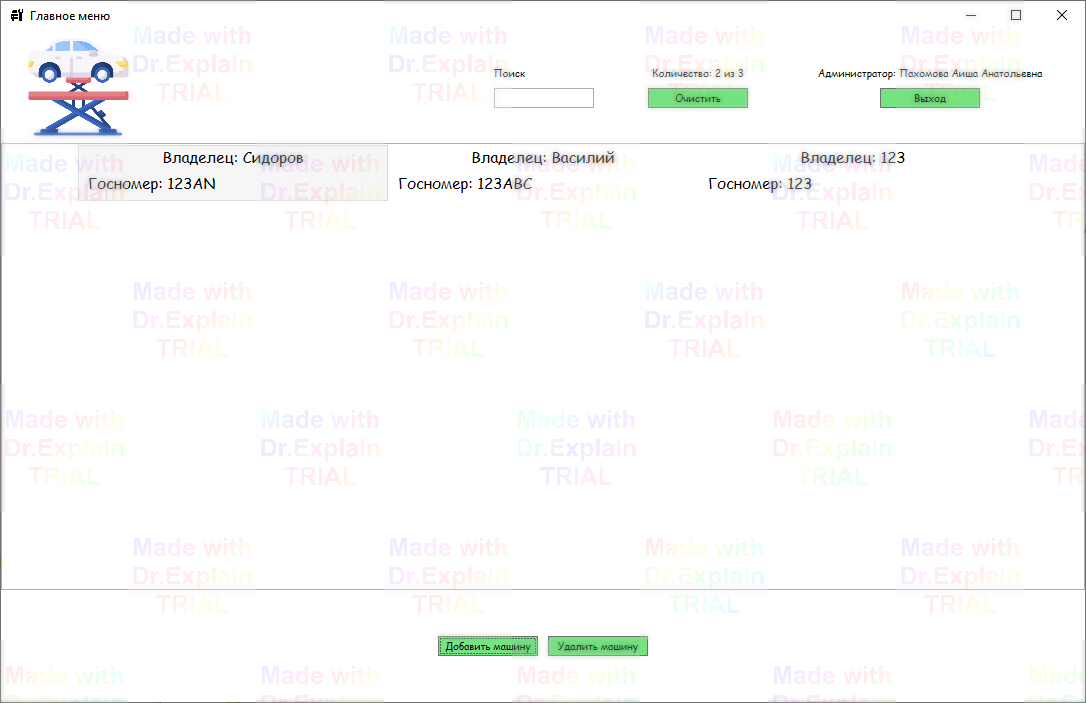 Главное меню
Поиск
Количество: 2 из 3
Администратор: Пахомова Аиша Анатольевна
Очистить
Выход
Владелец: Сидоров
Госномер: 123AN
Владелец: Василий
Госномер: 123ABC
Владелец: 123
Госномер: 123
Добавить машину
Удалить машину
Made with
Dr.Explain
TRIAL